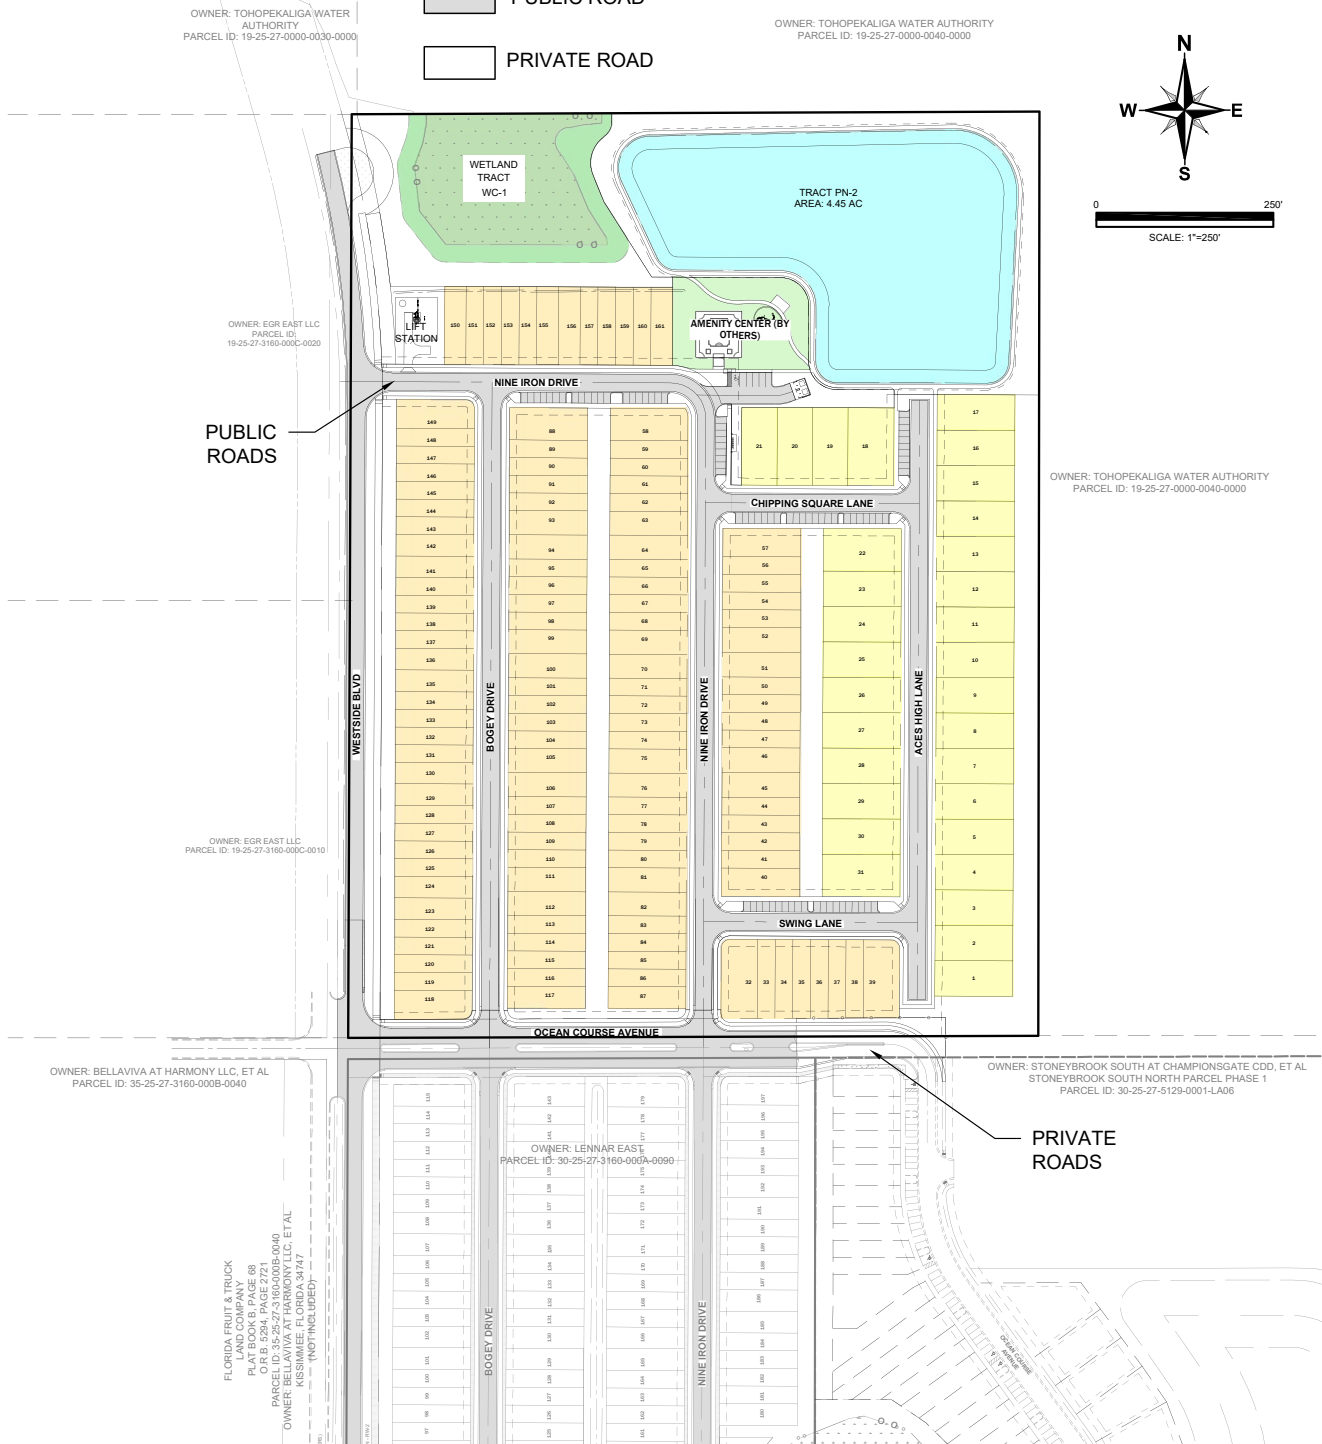 PUBLIC ROAD
PRIVATE ROAD
OWNER: TOHOPEKALIGA WATER
AUTHORITY
PARCEL ID: 19-25-27-0000-0030-0000
OWNER: TOHOPEKALIGA WATER AUTHORITY
PARCEL ID: 19-25-27-0000-0040-0000
N
W E
S
0 250'
SCALE: 1"=250'
WETLAND
TRACT
WC-1
TRACT PN-2
AREA: 4.45 AC
OWNER: EGR EAST LLC
PARCEL ID:
19-25-27-3160-000C-0020
LIFT
STATION
150 151 152 153 154 155 156 157 158 159 160 161
AMENITY CENTER (BY
OTHERS)
NINE IRON DRIVE
PUBLIC
ROADS
21 20 19 18
CHIPPING SQUARE LANE
OWNER: TOHOPEKALIGA WATER AUTHORITY
PARCEL ID: 19-25-27-0000-0040-0000
149
148
147
146
145
144
143
142
141
140
139
138
137
136
135
134
133
132
131
130
129
128
127
126
125
124
123
122
121
120
119
118
88
89
90
91
92
93
94
95
96
97
98
99
100
101
102
103
104
105
106
107
108
109
110
111
112
113
114
115
116
117
58
59
60
61
62
63
64
65
66
67
68
69
70
71
72
73
74
75
76
77
78
79
80
81
82
83
84
85
86
87
57
56
55
54
53
52
51
50
49
48
47
46
45
44
43
42
41
40
22
23
24
25
26
27
28
29
30
31
17
16
15
14
13
12
11
10
9
8
7
6
5
4
3
2
1
WESTSIDE BLVD
BOGEY DRIVE
NINE IRON DRIVE
ACES HIGH LANE
OWNER: EGR EAST LLC
PARCEL ID: 19-25-27-3160-000C-0010
SWING LANE
32 33 34 35 36 37 38 39
OCEAN COURSE AVENUE
OWNER: BELLAVIVA AT HARMONY LLC, ET AL
PARCEL ID: 35-25-27-3160-000B-0040
OWNER: STONEYBROOK SOUTH AT CHAMPIONSGATE CDD, ET AL
STONEYBROOK SOUTH NORTH PARCEL PHASE 1
PARCEL ID: 30-25-27-5129-0001-LA06
PRIVATE
ROADS
OWNER: LENNAR EAST
PARCEL ID: 30-25-27-3160-000A-0090
FLORIDA FRUIT & TRUCK
LAND COMPANY
PLAT BOOK B, PAGE 68
O.R.B. 5294, PAGE 2721
PARCEL ID: 35-25-27-3160-000B-0040
OWNER: BELLAVIVA AT HARMONY LLC, ET AL
KISSIMMEE, FLORIDA 34747
(NOT INCLUDED)
BOGEY DRIVE
NINE IRON DRIVE
OCEAN COURSE
AVENUE